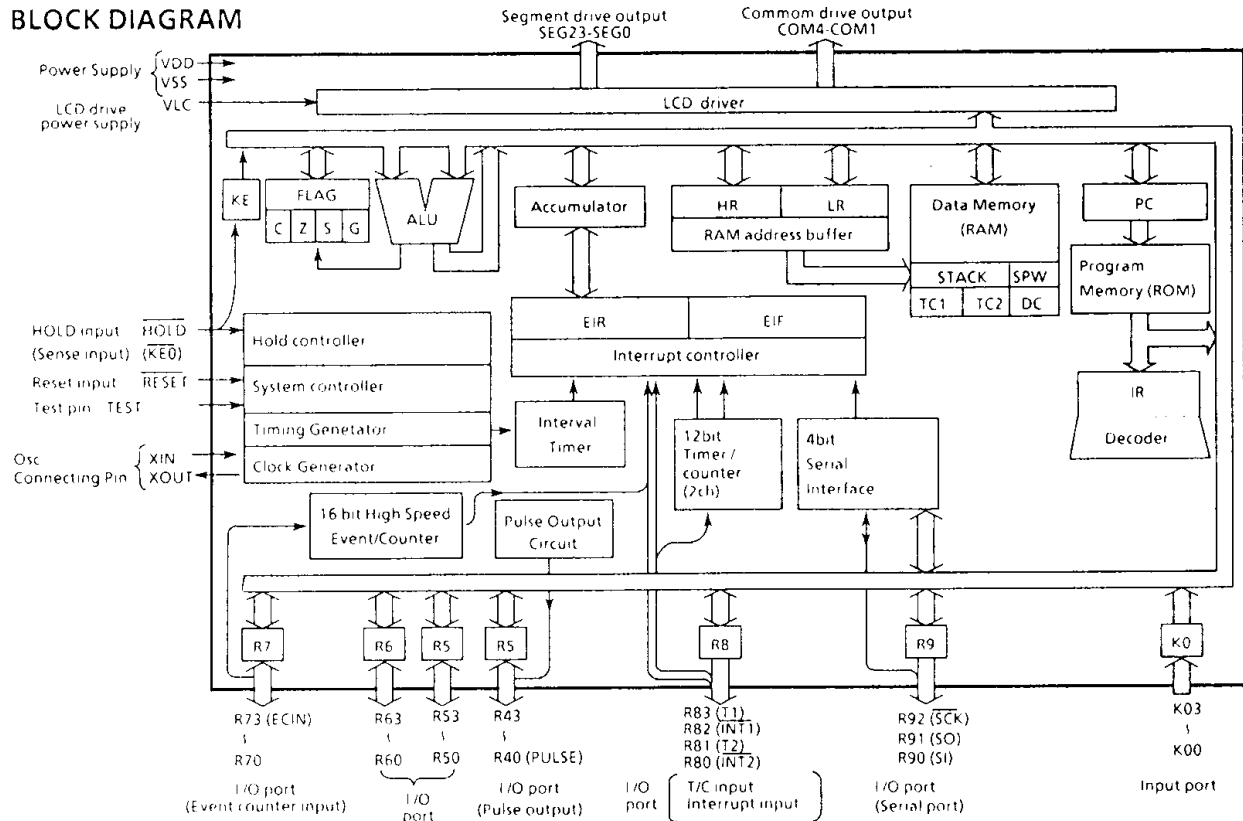 BLOCK DIAGRAM
Segment drive output
SEG23-SEG0
Commom drive output
COM4-COM1
Power Supply
VDD
VSS
LCD drive
power supply
VLC
LCD driver
KE
FLAG
C Z S G
ALU
Accumulator
HR LR
RAM address buffer
Data Memory
(RAM)
STACK SPW
TC1 TC2 DC
PC
Program
Memory (ROM)
EIR EIF
Interrupt controller
IR
Decoder
HOLD input HOLD
(Sense input) (KE0)
Reset input RESET
Test pin TEST
Osc
Connecting Pin
XIN
XOUT
Hold controller
System controller
Timing Genetator
Clock Generator
Interval
Timer
12bit
Timer /
counter
(2ch)
4bit
Serial
Interface
16 bit High Speed
Event/Counter
Pulse Output
Circuit
R7
R6
R5
R5
R8
R9
K0
R73 (ECIN)
~
R70
I/O port
(Event counter input)
R63
~
R60
R53
~
R50
I/O
port
R43
~
R40 (PULSE)
I/O port
(Pulse output)
R83 (T1)
R82 (INT1)
R81 (T2)
R80 (INT2)
I/O
port
T/C input
Interrupt input
R92 (SCK)
R91 (SO)
R90 (SI)
I/O port
(Serial port)
K03
~
K00
Input port